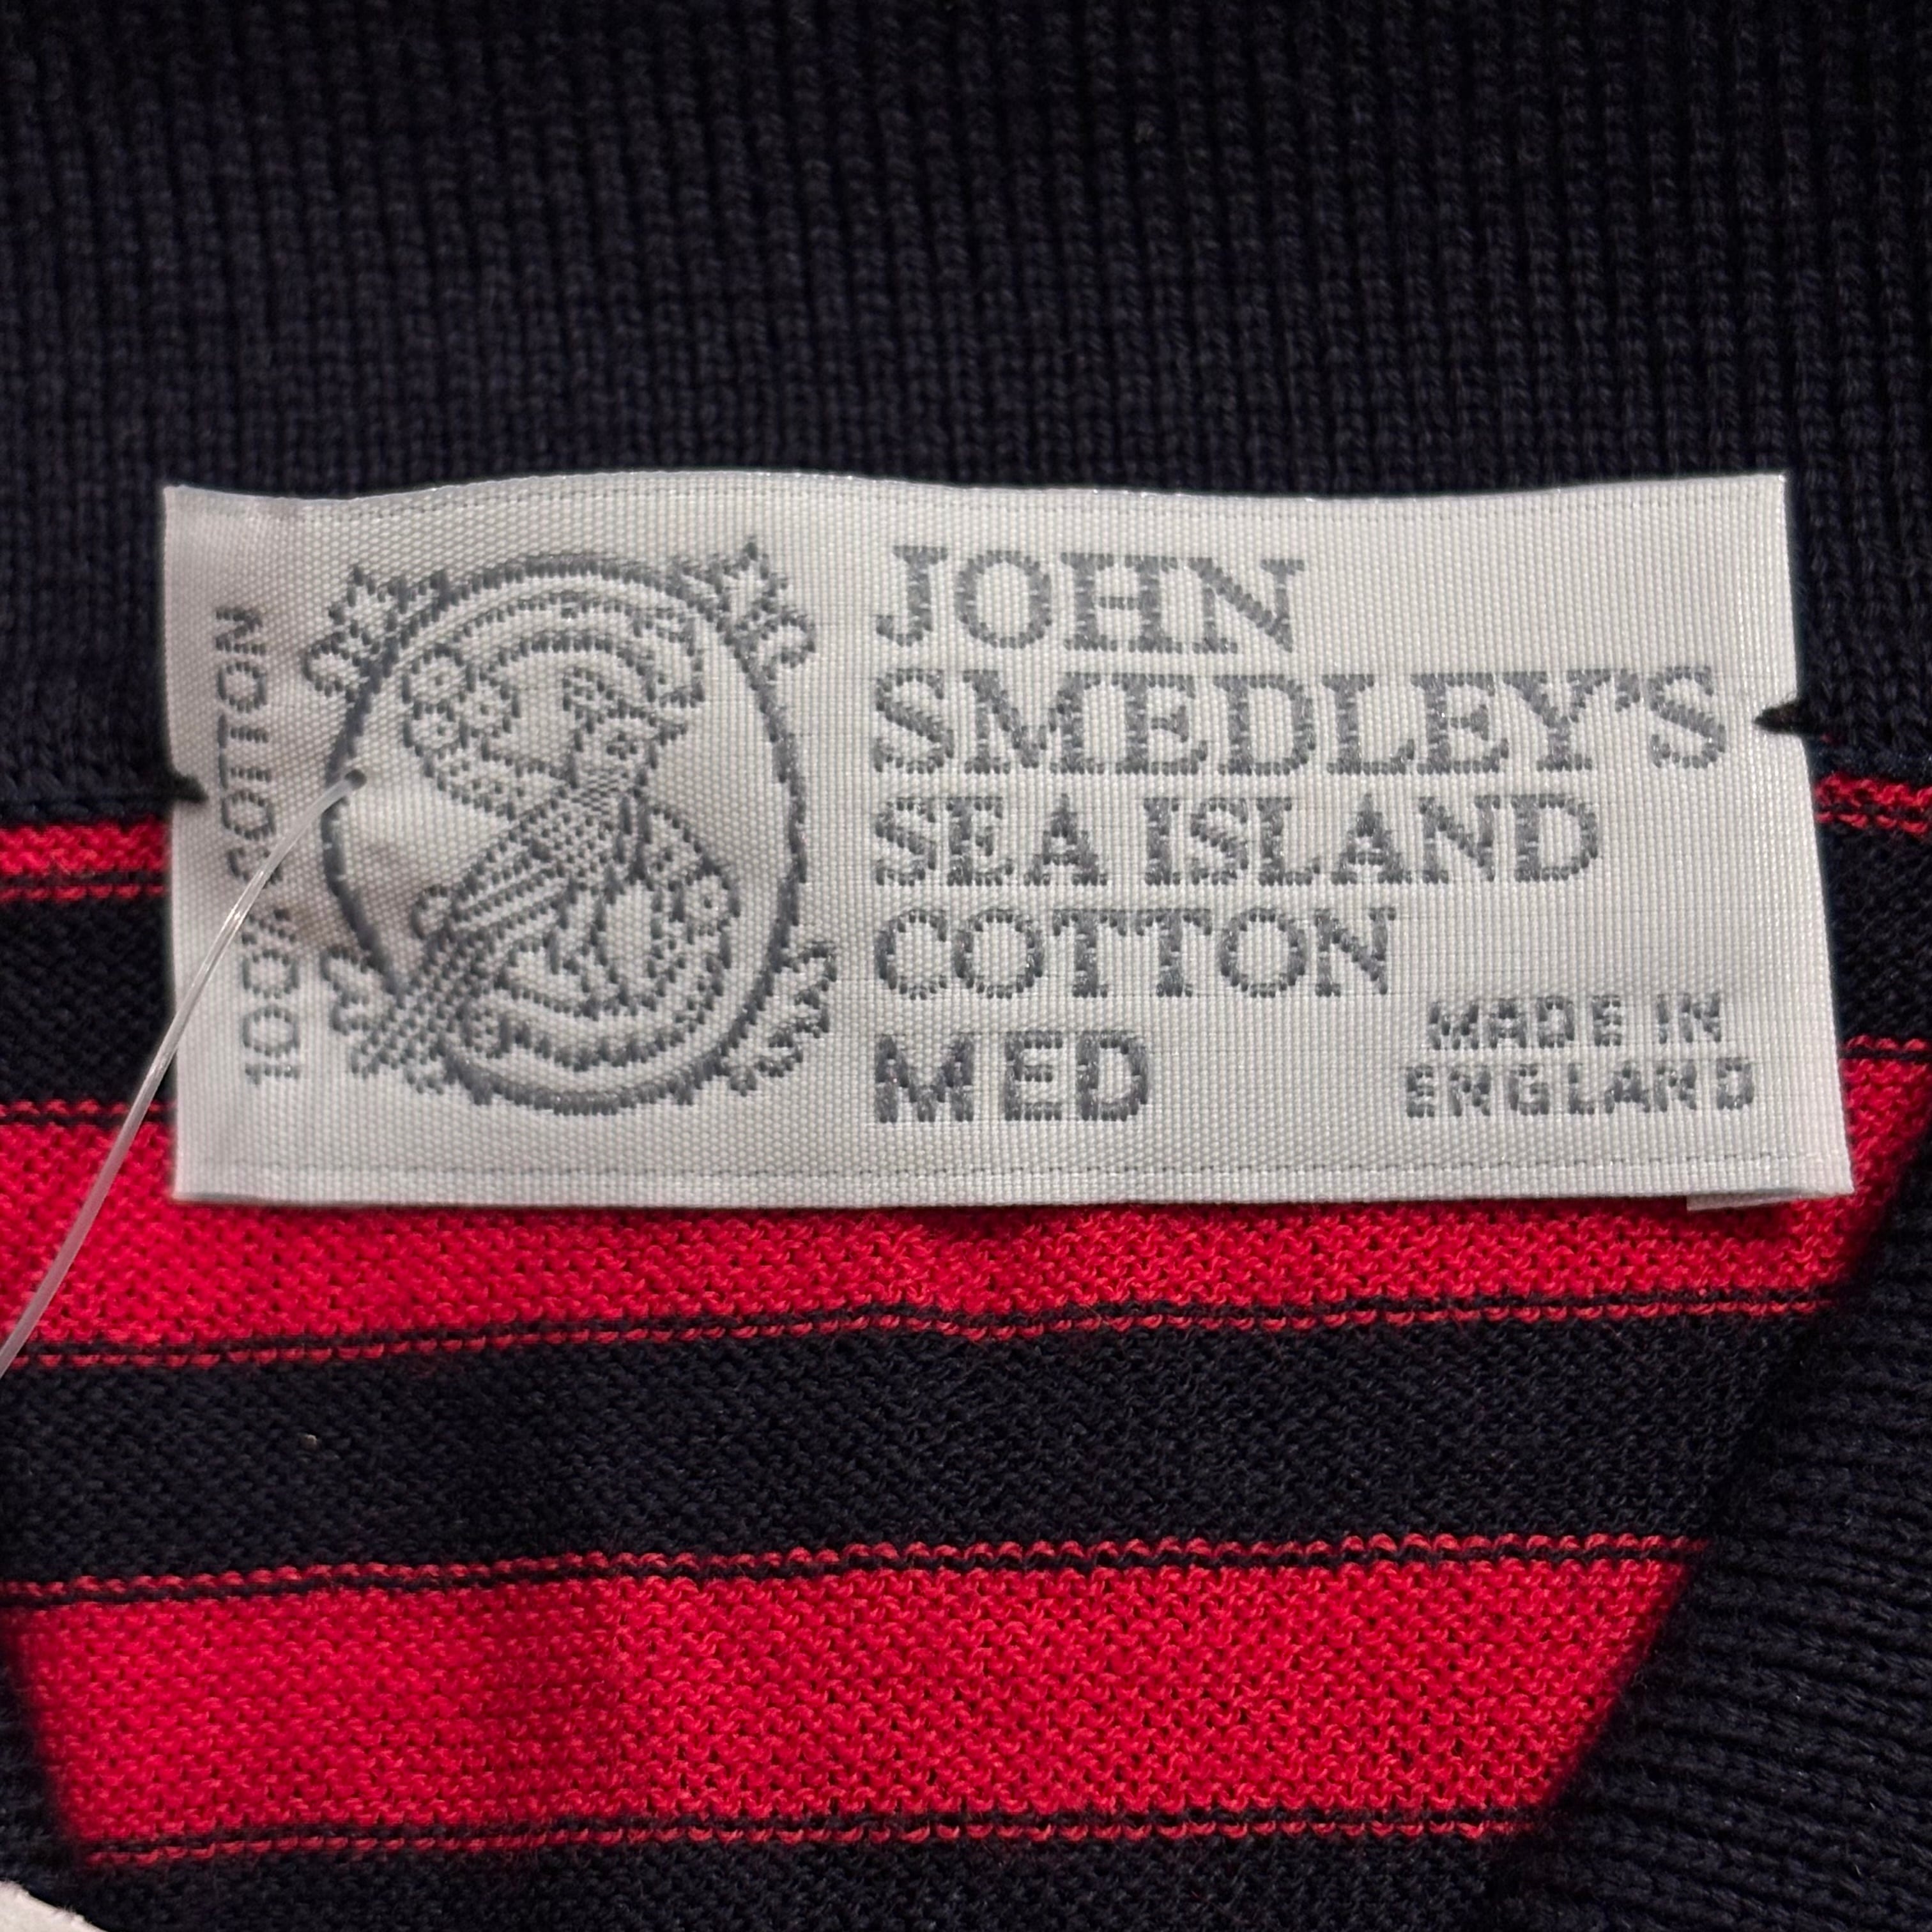 100% COTTON
JOHN
SMEDLEY'S
SEA ISLAND
COTTON
MED
MADE IN
ENGLAND